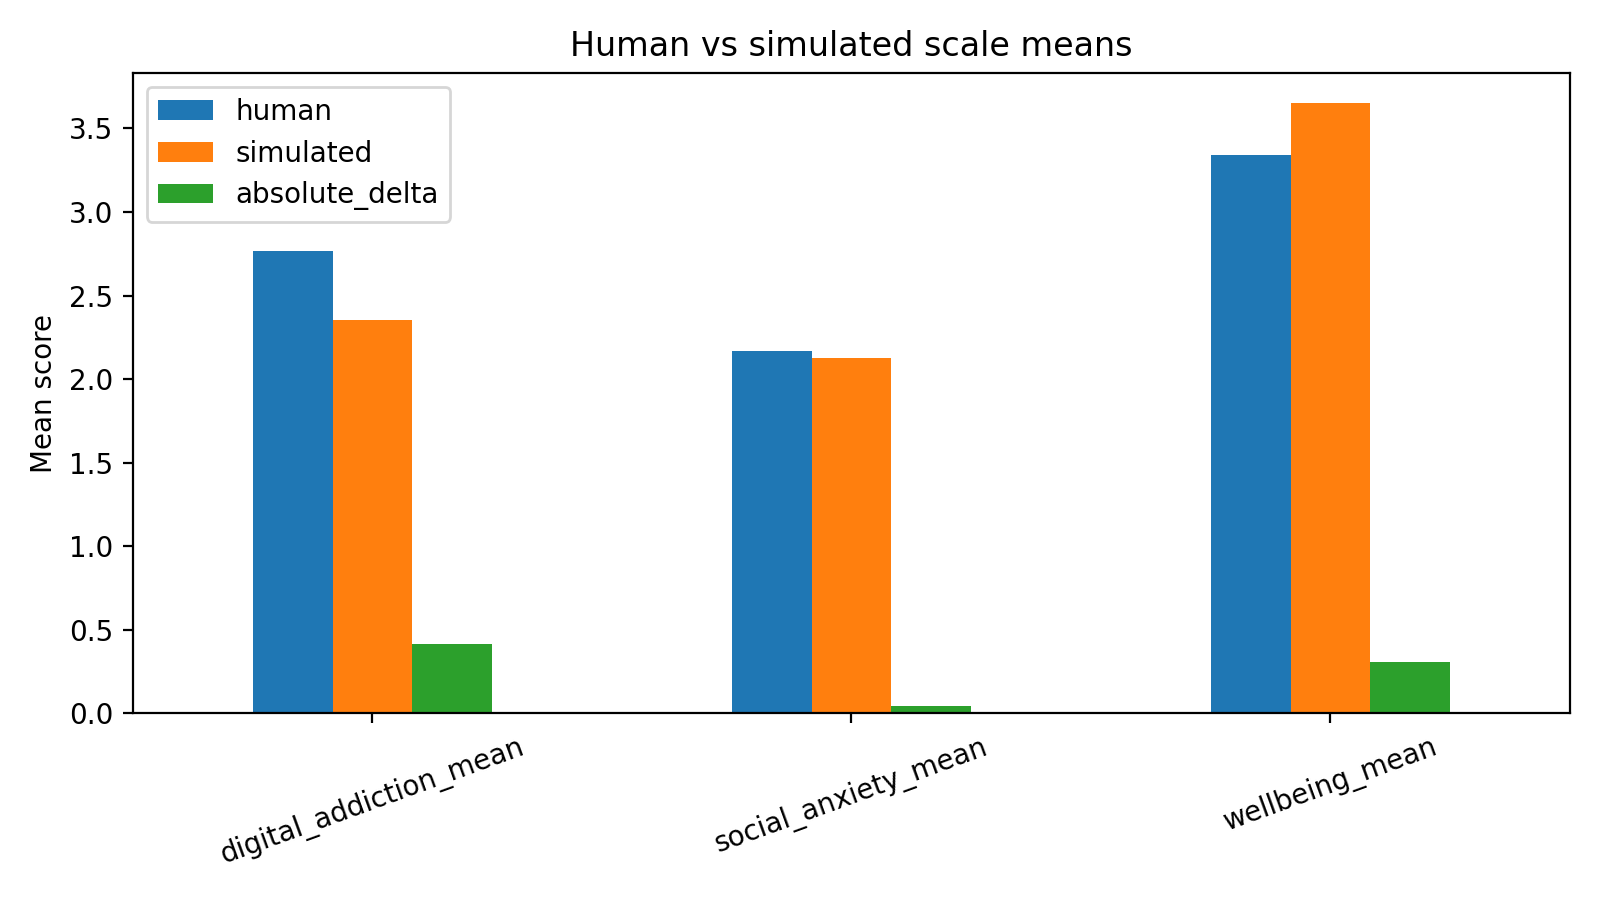 Human vs simulated scale means
human
simulated
absolute_delta
Mean score
3.5
3.0
2.5
2.0
1.5
1.0
0.5
0.0
digital_addiction_mean
social_anxiety_mean
wellbeing_mean